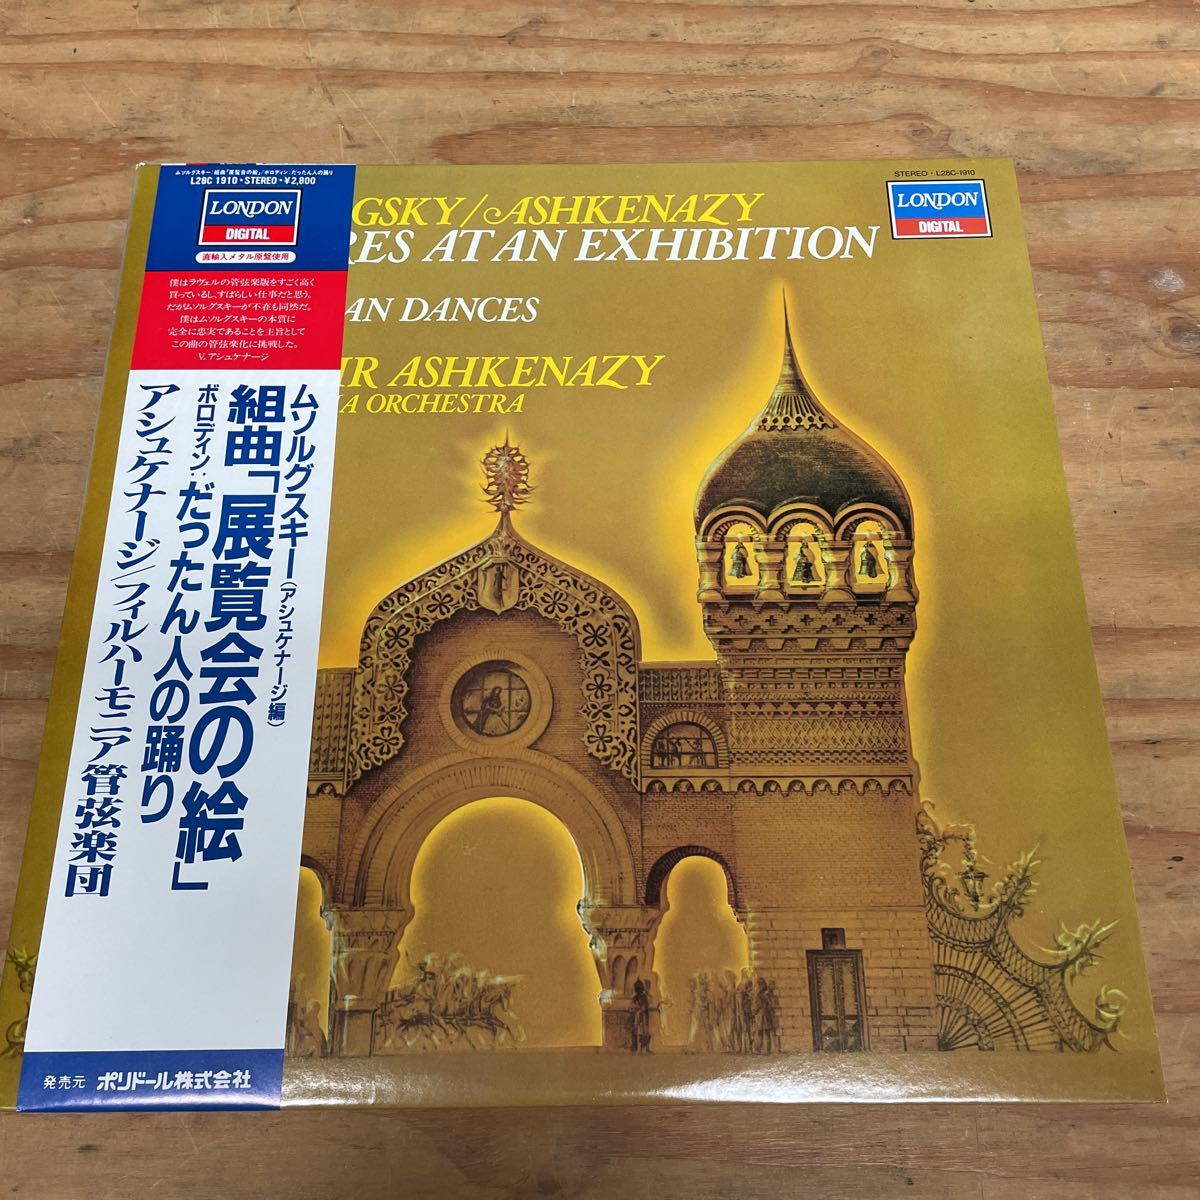 ムソルグスキー:組曲「展覧会の絵」/ボロディン:だったん人の踊り
L28C 1910・STEREO・¥2,800
LONDON
DIGITAL
直輸入メタル原盤使用
僕はラヴェルの管弦楽版をすごく高く
買っているし、すばらしい仕事だと思う。
だがムソルグスキーが不在も同然だ。
僕はムソルグスキーの本質に
完全に忠実であることを主旨として
この曲の管弦楽化に挑戦した。
V.アシュケナージ
ムソルグスキー(アシュケナージ編)
組曲「展覧会の絵」
ボロディン:だったん人の踊り
アシュケナージ/フィルハーモニア管弦楽団
発売元 ポリドール株式会社
GSKY/ASHKENAZY
RES AT AN EXHIBITION
AN DANCES
IR ASHKENAZY
IA ORCHESTRA
STEREO・L28C-1910
LONDON
DIGITAL